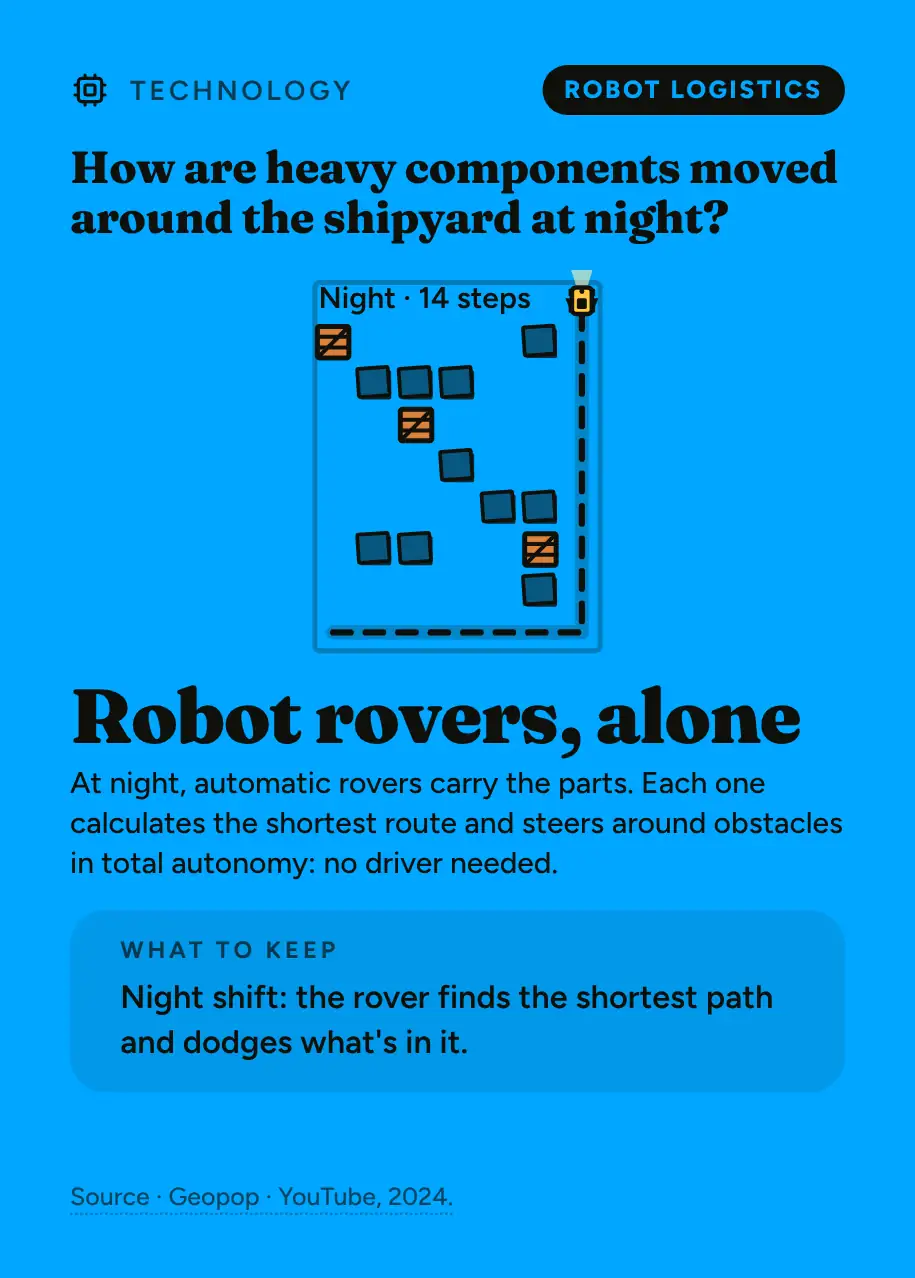 TECHNOLOGY
ROBOT LOGISTICS
How are heavy components moved
around the shipyard at night?
Night · 14 steps
Robot rovers, alone
At night, automatic rovers carry the parts. Each one
calculates the shortest route and steers around obstacles
in total autonomy: no driver needed.
WHAT TO KEEP
Night shift: the rover finds the shortest path
and dodges what's in it.
Source · Geopop · YouTube, 2024.